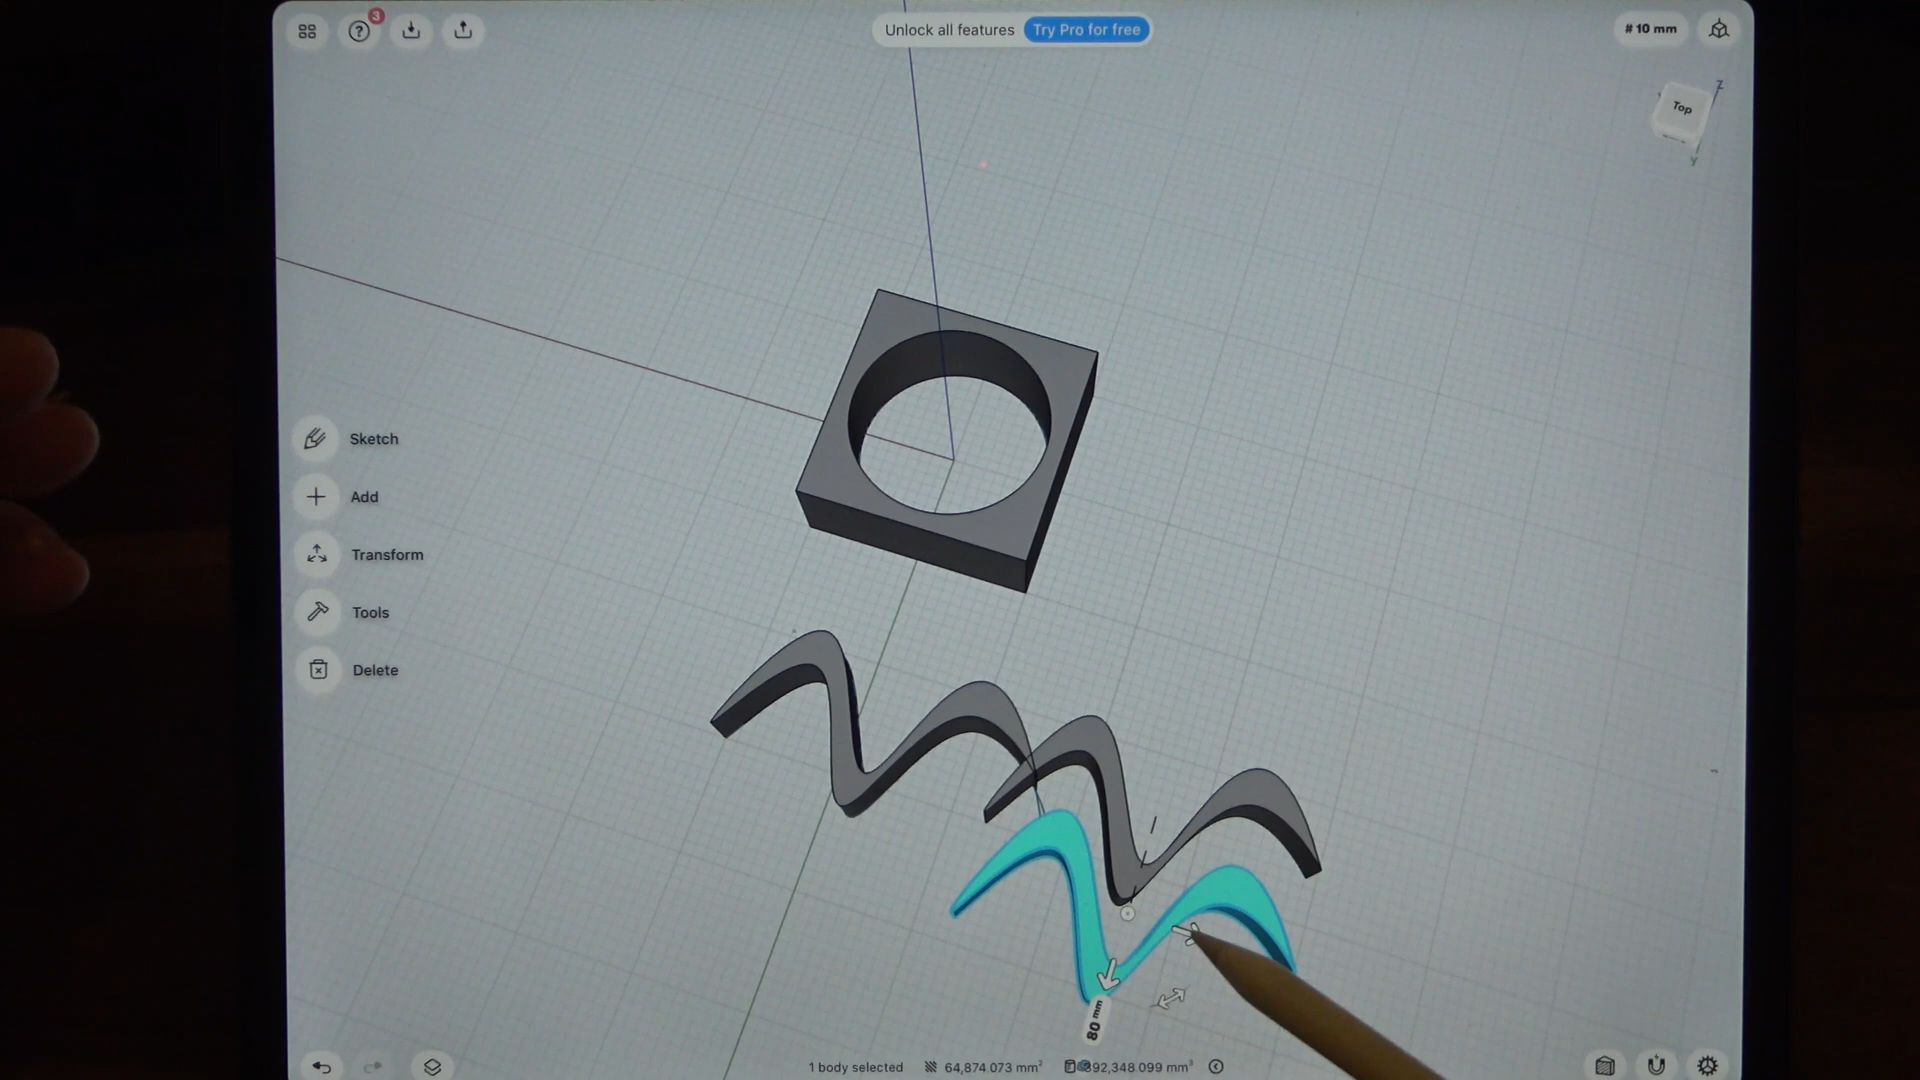 3
Unlock all features Try Pro for free
# 10 mm
Z
Top
Y
Sketch
Add
Transform
Tools
Delete
80 mm
1 body selected 64,874.073 mm² 392,348.099 mm³